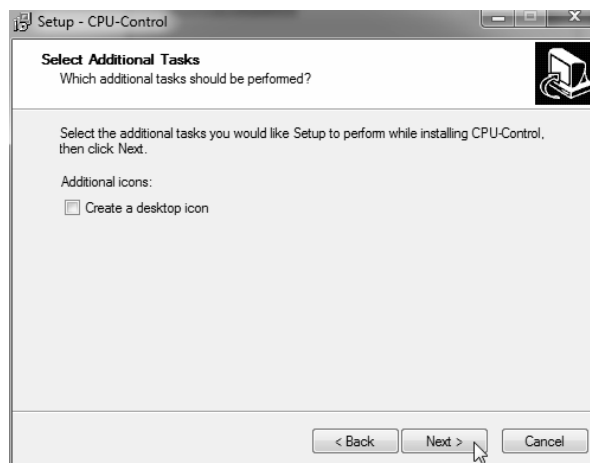 Setup - CPU-Control
Select Additional Tasks
Which additional tasks should be performed?
Select the additional tasks you would like Setup to perform while installing CPU-Control,
then click Next.
Additional icons:
Create a desktop icon
< Back Next > Cancel